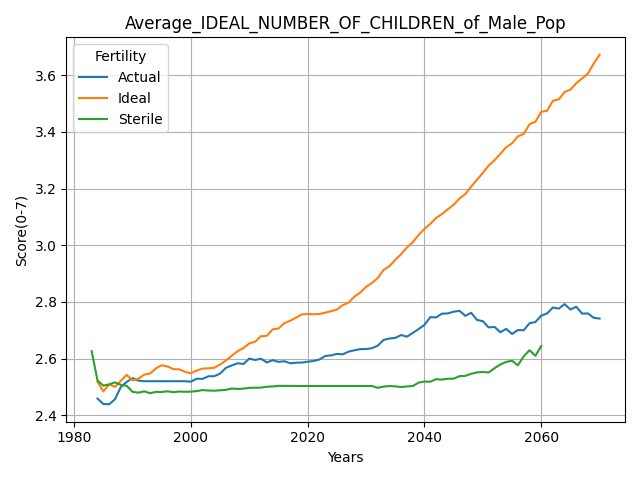 Average_IDEAL_NUMBER_OF_CHILDREN_of_Male_Pop
Fertility
Actual
Ideal
Sterile
Score(0-7)
3.6
3.4
3.2
3.0
2.8
2.6
2.4
1980 2000 2020 2040 2060
Years